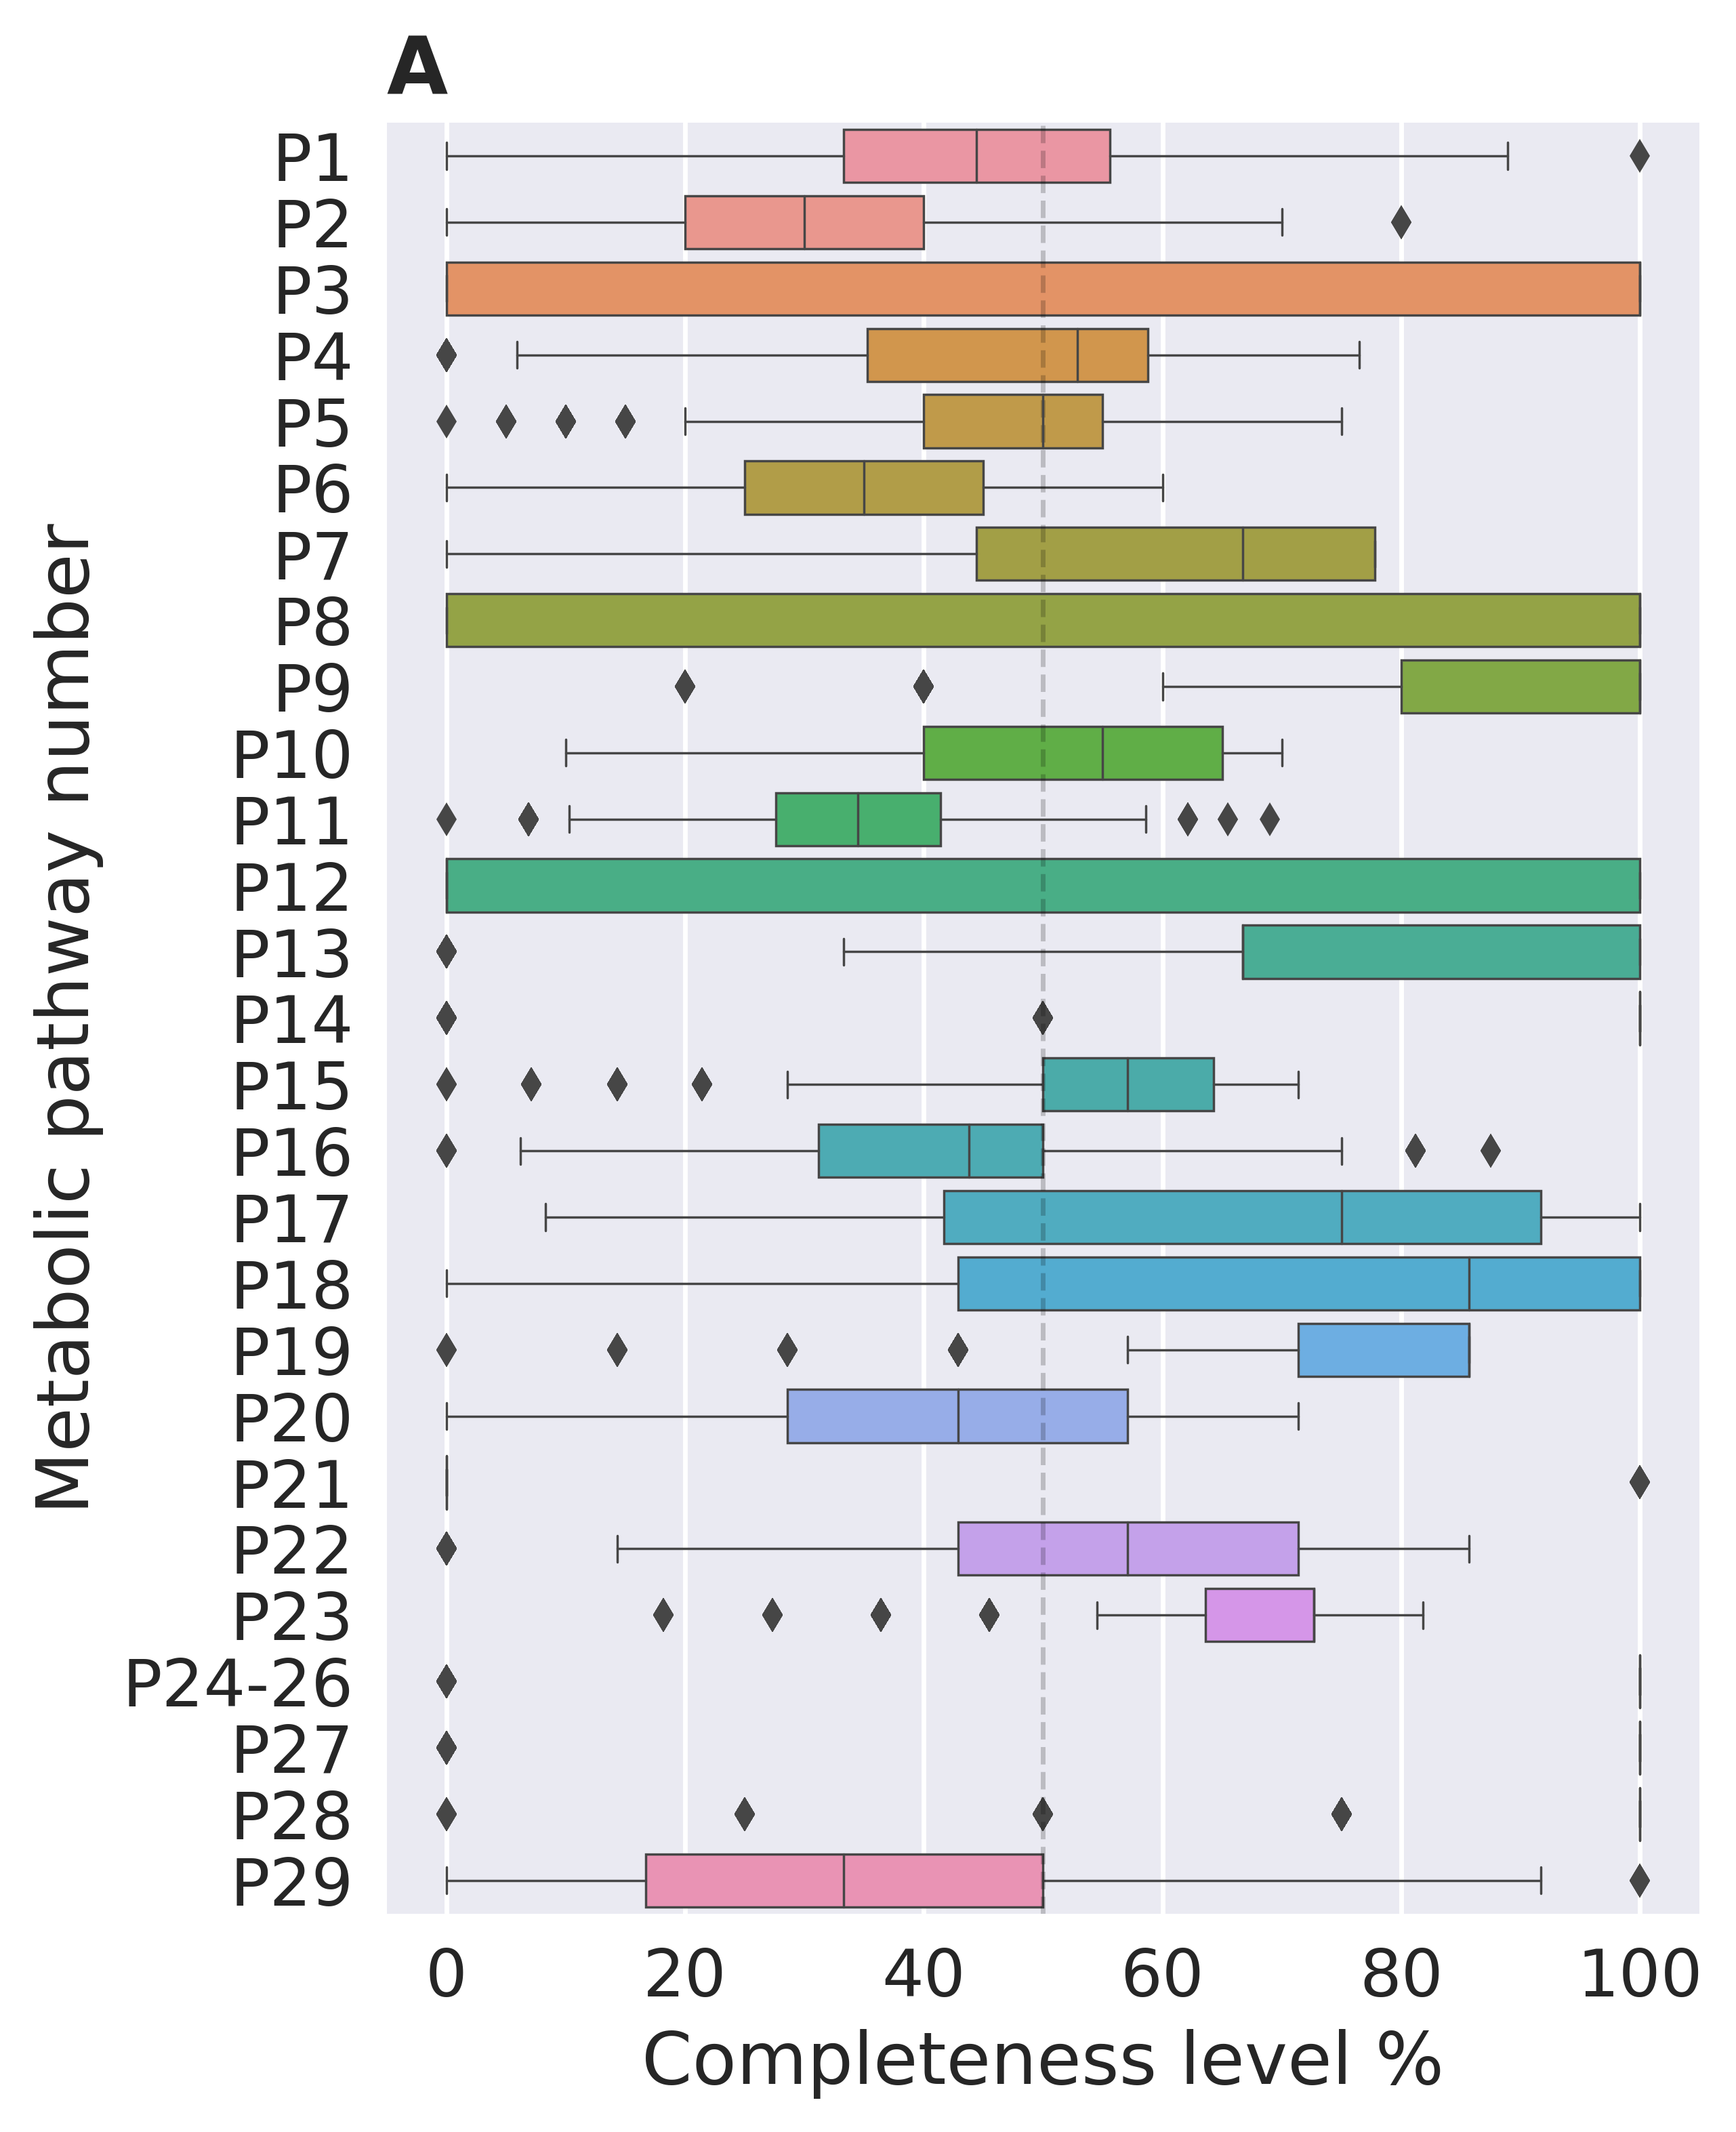 A
P1
P2
P3
P4
P5
P6
P7
P8
P9
P10
P11
P12
P13
P14
P15
P16
P17
P18
P19
P20
P21
P22
P23
P24-26
P27
P28
P29
Metabolic pathway number
0 20 40 60 80 100
Completeness level %